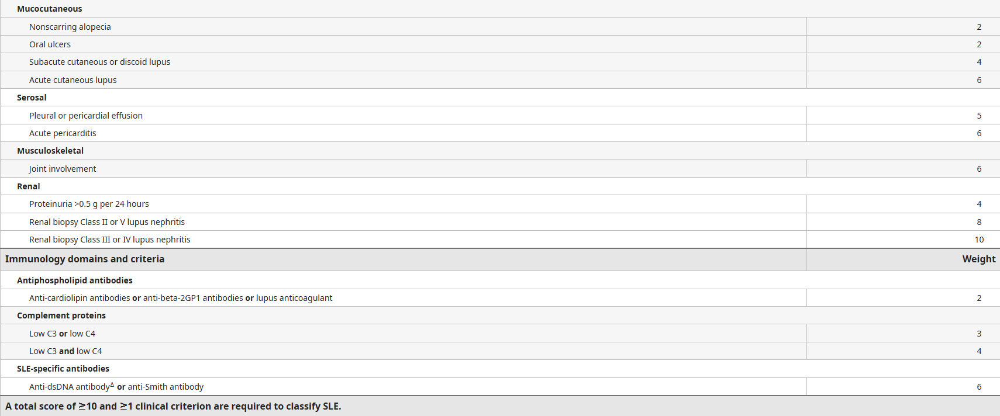 Mucocutaneous
Nonscarring alopecia 2
Oral ulcers 2
Subacute cutaneous or discoid lupus 4
Acute cutaneous lupus 6
Serosal
Pleural or pericardial effusion 5
Acute pericarditis 6
Musculoskeletal
Joint involvement 6
Renal
Proteinuria >0.5 g per 24 hours 4
Renal biopsy Class II or V lupus nephritis 8
Renal biopsy Class III or IV lupus nephritis 10
Immunology domains and criteria Weight
Antiphospholipid antibodies
Anti-cardiolipin antibodies or anti-beta-2GP1 antibodies or lupus anticoagulant 2
Complement proteins
Low C3 or low C4 3
Low C3 and low C4 4
SLE-specific antibodies
Anti-dsDNA antibodyΔ or anti-Smith antibody 6
A total score of ≥10 and ≥1 clinical criterion are required to classify SLE.